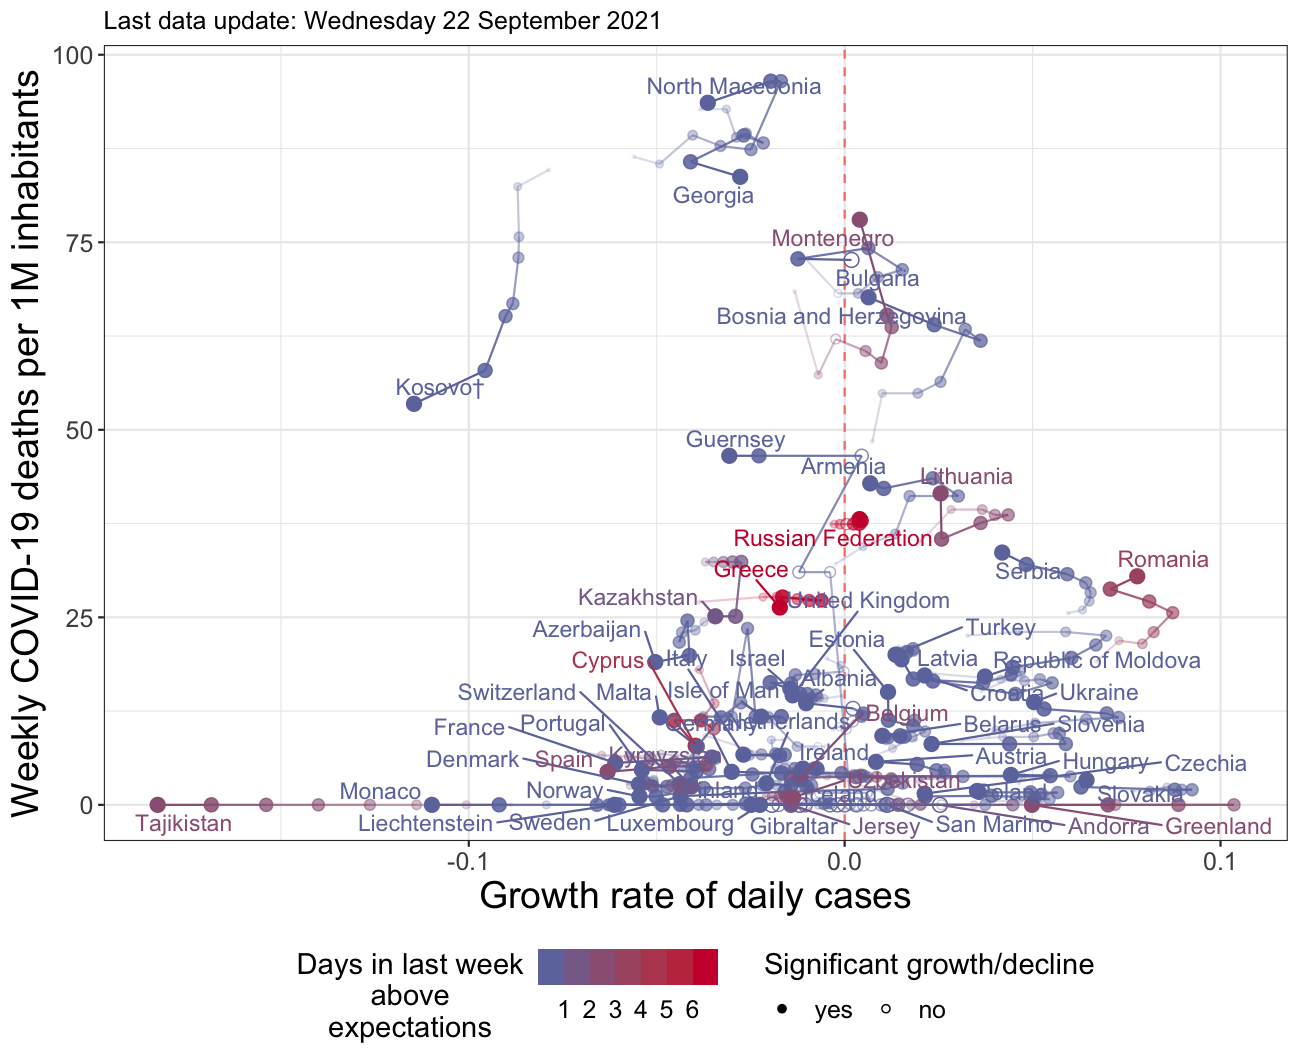 Last data update: Wednesday 22 September 2021
Weekly COVID-19 deaths per 1M inhabitants
100
75
50
25
0
North Macedonia
Georgia
Montenegro
Bulgaria
Bosnia and Herzegovina
Kosovo†
Guernsey
Armenia
Lithuania
Russian Federation
Romania
Greece
Serbia
Kazakhstan
United Kingdom
Azerbaijan
Estonia
Turkey
Cyprus
Italy
Israel
Latvia
Republic of Moldova
Switzerland
Malta
Isle of Man
Albania
Croatia
Ukraine
France
Portugal
Germany
Netherlands
Belgium
Belarus
Slovenia
Denmark
Spain
Ireland
Austria
Hungary
Czechia
Monaco
Norway
Uzbekistan
Iceland
Poland
Slovakia
Tajikistan
Liechtenstein
Sweden
Luxembourg
Gibraltar
Jersey
San Marino
Andorra
Greenland
-0.1
0.0
0.1
Growth rate of daily cases
Days in last week
above
expectations
1 2 3 4 5 6
Significant growth/decline
yes
no